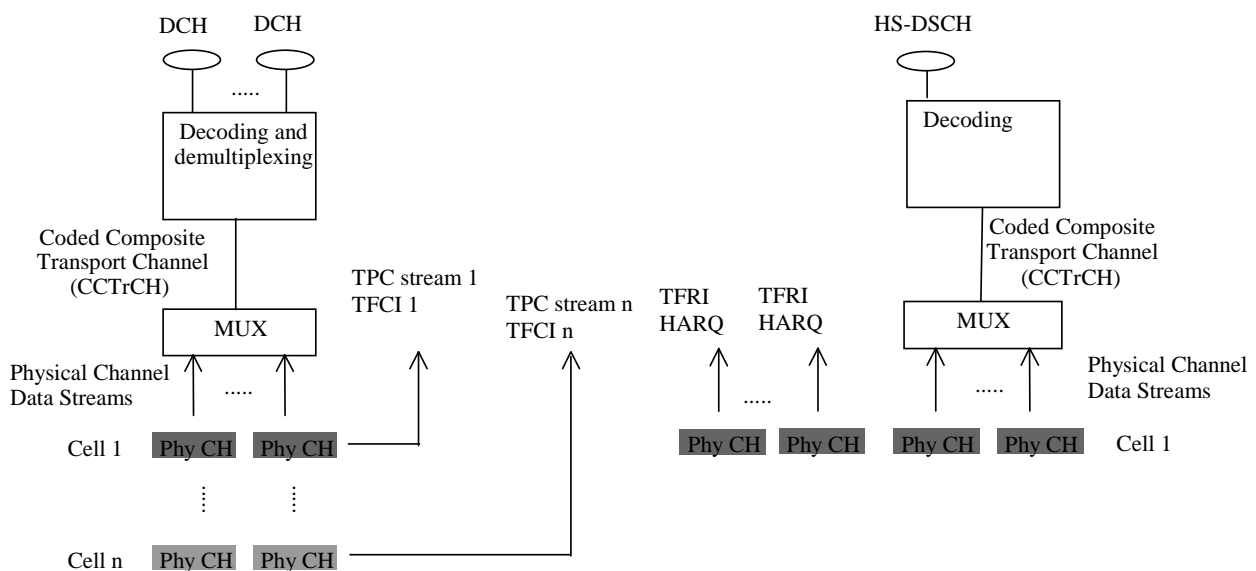 DCH DCH
.....
Decoding and
demultiplexing
Coded Composite
Transport Channel
(CCTrCH)
MUX
Physical Channel
Data Streams
.....
Cell 1 Phy CH Phy CH
Cell n Phy CH Phy CH
TPC stream 1
TFCI 1
TPC stream n
TFCI n
HS-DSCH
Decoding
Coded Composite
Transport Channel
(CCTrCH)
TFRI
HARQ
TFRI
HARQ
.....
MUX
.....
Physical Channel
Data Streams
Phy CH Phy CH Phy CH Phy CH Cell 1